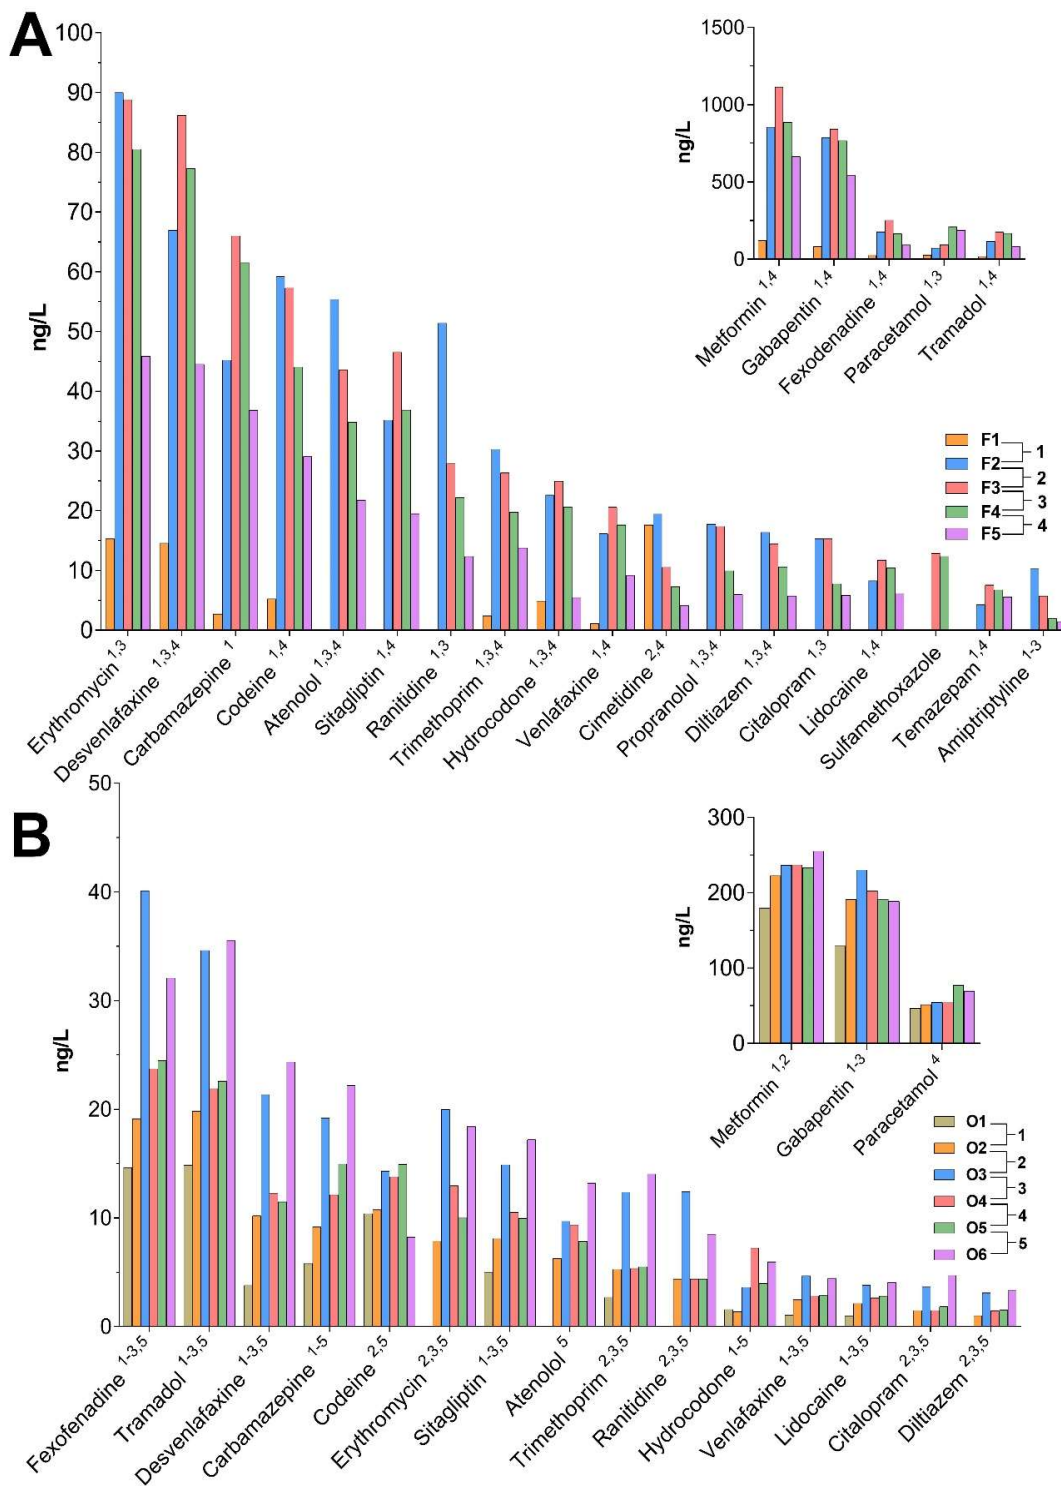 A
100
90
80
70
60
50
40
30
20
10
0
ng/L
Erythromycin 1,3
Desvenlafaxine 1,3,4
Carbamazepine 1
Codeine 1,4
Atenolol 1,3,4
Sitagliptin 1,4
Ranitidine 1,3
Trimethoprim 1,3,4
Hydrocodone 1,3,4
Venlafaxine 1,4
Cimetidine 2,4
Propranolol 1,3,4
Diltiazem 1,3,4
Citalopram 1,3
Lidocaine 1,4
Sulfamethoxazole
Temazepam 1,4
Amiptriptyline 1-3
1500
1000
500
0
ng/L
Metformin 1,4
Gabapentin 1,4
Fexodenadine 1,4
Paracetamol 1,3
Tramadol 1,4
F1
1
F2
2
F3
3
F4
4
F5
B
50
40
30
20
10
0
ng/L
Fexofenadine 1-3,5
Tramadol 1-3,5
Desvenlafaxine 1-3,5
Carbamazepine 1-5
Codeine 2,5
Erythromycin 2,3,5
Sitagliptin 1-3,5
Atenolol 5
Trimethoprim 2,3,5
Ranitidine 2,3,5
Hydrocodone 1-5
Venlafaxine 1-3,5
Lidocaine 1-3,5
Citalopram 2,3,5
Diltiazem 2,3,5
300
200
100
0
ng/L
Metformin 1,2
Gabapentin 1-3
Paracetamol 4
O1
1
O2
2
O3
3
O4
4
O5
5
O6